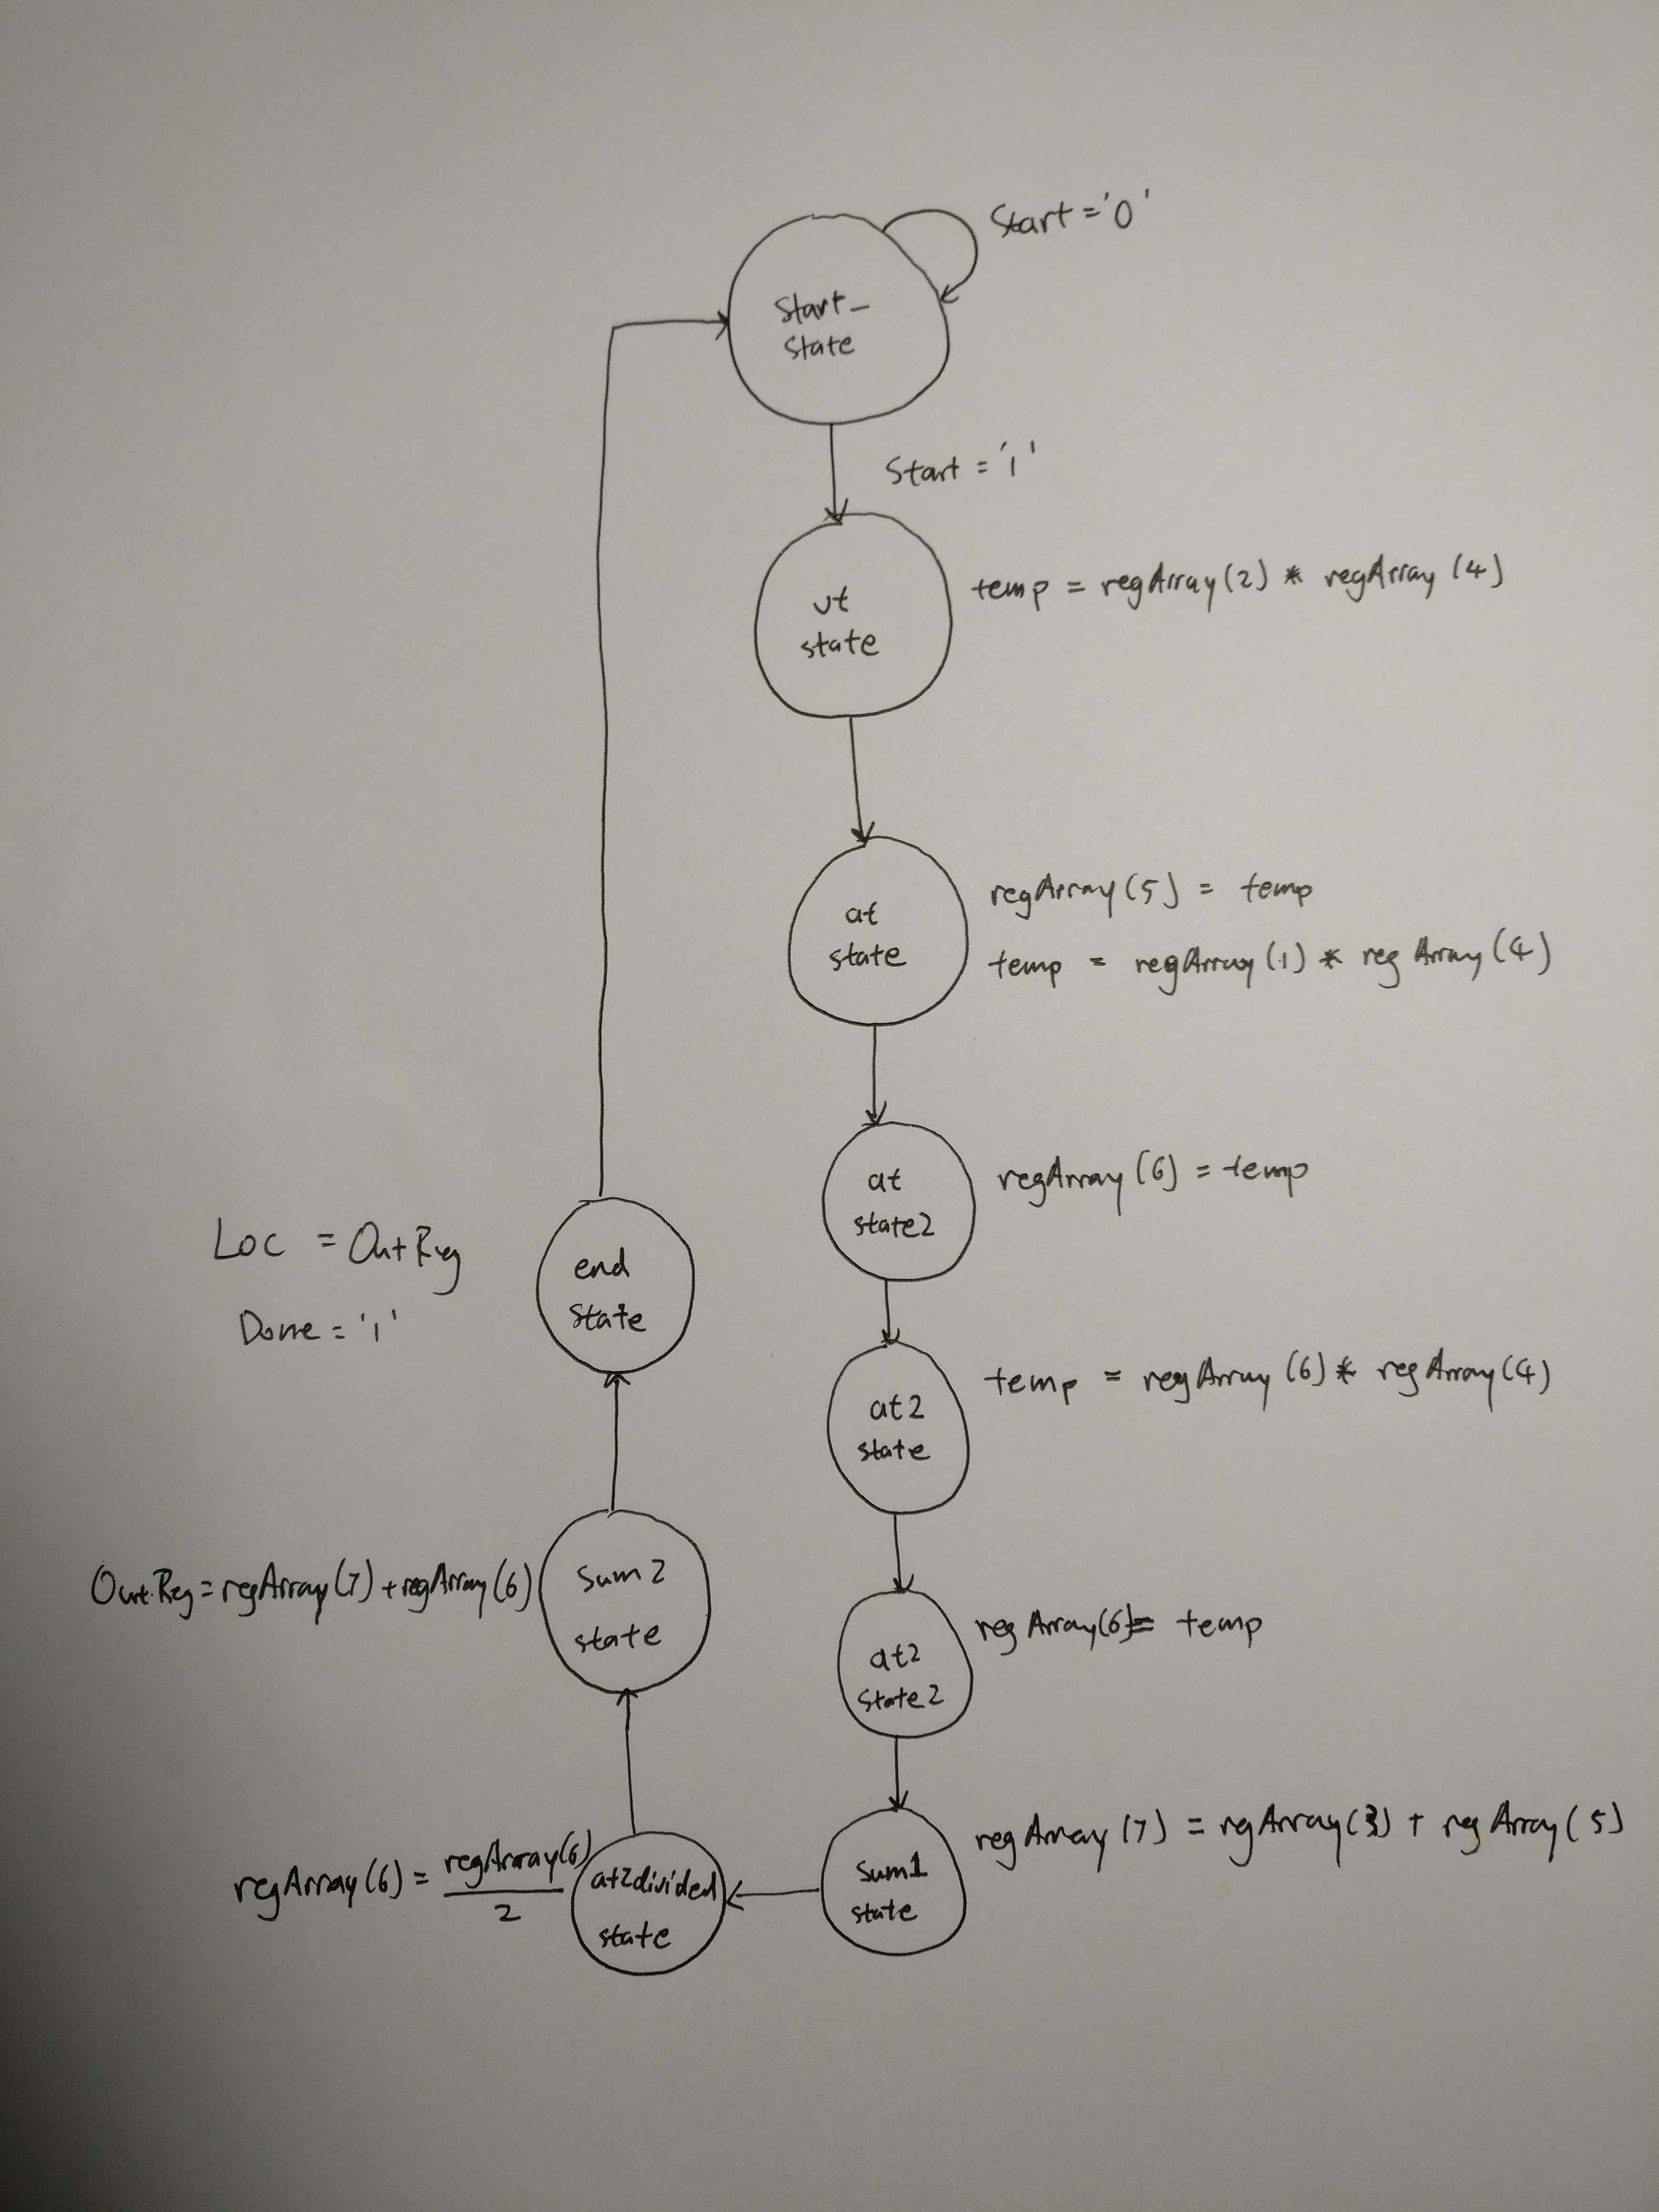 Start = '0'
Start_
state
Start = '1'
vt
state
temp = regArray(2) * regArray(4)
at
state
regArray(5) = temp
temp = regArray(1) * regArray(4)
at
state2
regArray(6) = temp
at2
state
temp = regArray(6) * regArray(4)
at2
state2
regArray(6) = temp
sum1
state
regArray(7) = regArray(3) + regArray(5)
at2divided
state
regArray(6) = regArray(6)
2
sum2
state
OutReg = regArray(7) + regArray(6)
end
state
Loc = OutReg
Done = '1'